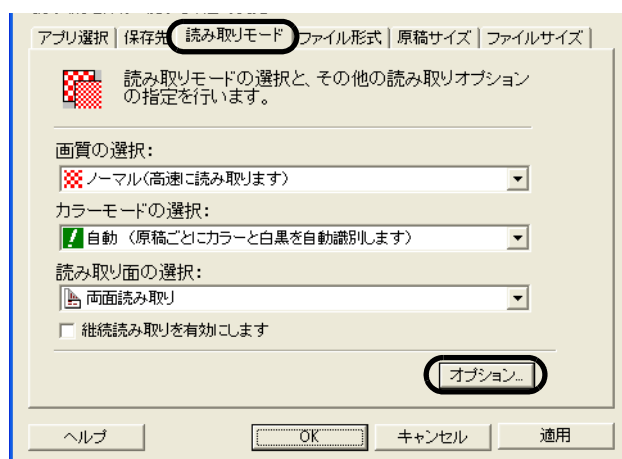 アプリ選択 保存先 読み取りモード ファイル形式 原稿サイズ ファイルサイズ
読み取りモードの選択と、その他の読み取りオプション
の指定を行います。
画質の選択:
ノーマル(高速に読み取ります)
カラーモードの選択:
自動 (原稿ごとにカラーと白黒を自動識別します)
読み取り面の選択:
両面読み取り
継続読み取りを有効にします
オプション...
ヘルプ OK キャンセル 適用